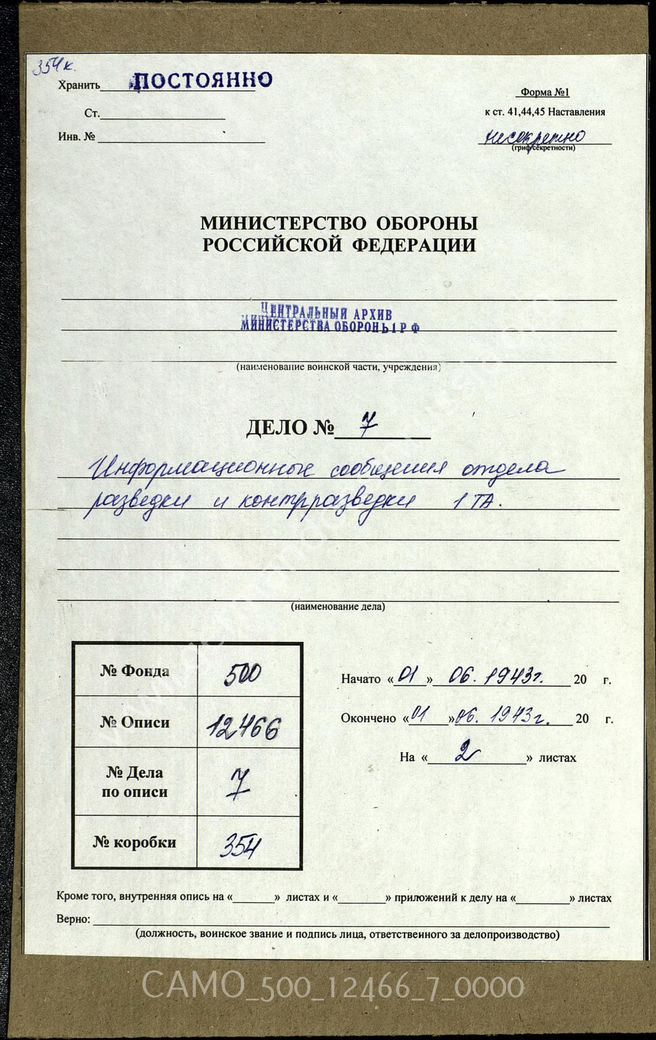 354 к.
Хранить ПОСТОЯННО
Форма №1
Ст.
к ст. 41,44,45 Наставления
Инв. №
несекретно
(гриф секретности)
МИНИСТЕРСТВО ОБОРОНЫ
РОССИЙСКОЙ ФЕДЕРАЦИИ
ЦЕНТРАЛЬНЫЙ АРХИВ
МИНИСТЕРСТВА ОБОРОНЫ РФ
(наименование воинской части, учреждения)
ДЕЛО № 7
Информационные сообщения отдела
разведки и контрразведки 1 ТА.
(наименование дела)
№ Фонда 500
№ Описи 12466
№ Дела
по описи 7
№ коробки 354
Начато «01» 06. 1943г. 20 г.
Окончено «01» 06. 1943г. 20 г.
На « 2 » листах
Кроме того, внутренняя опись на « » листах и « » приложений к делу на « » листах
Верно:
(должность, воинское звание и подпись лица, ответственного за делопроизводство)
CAMO_500_12466_7_0000